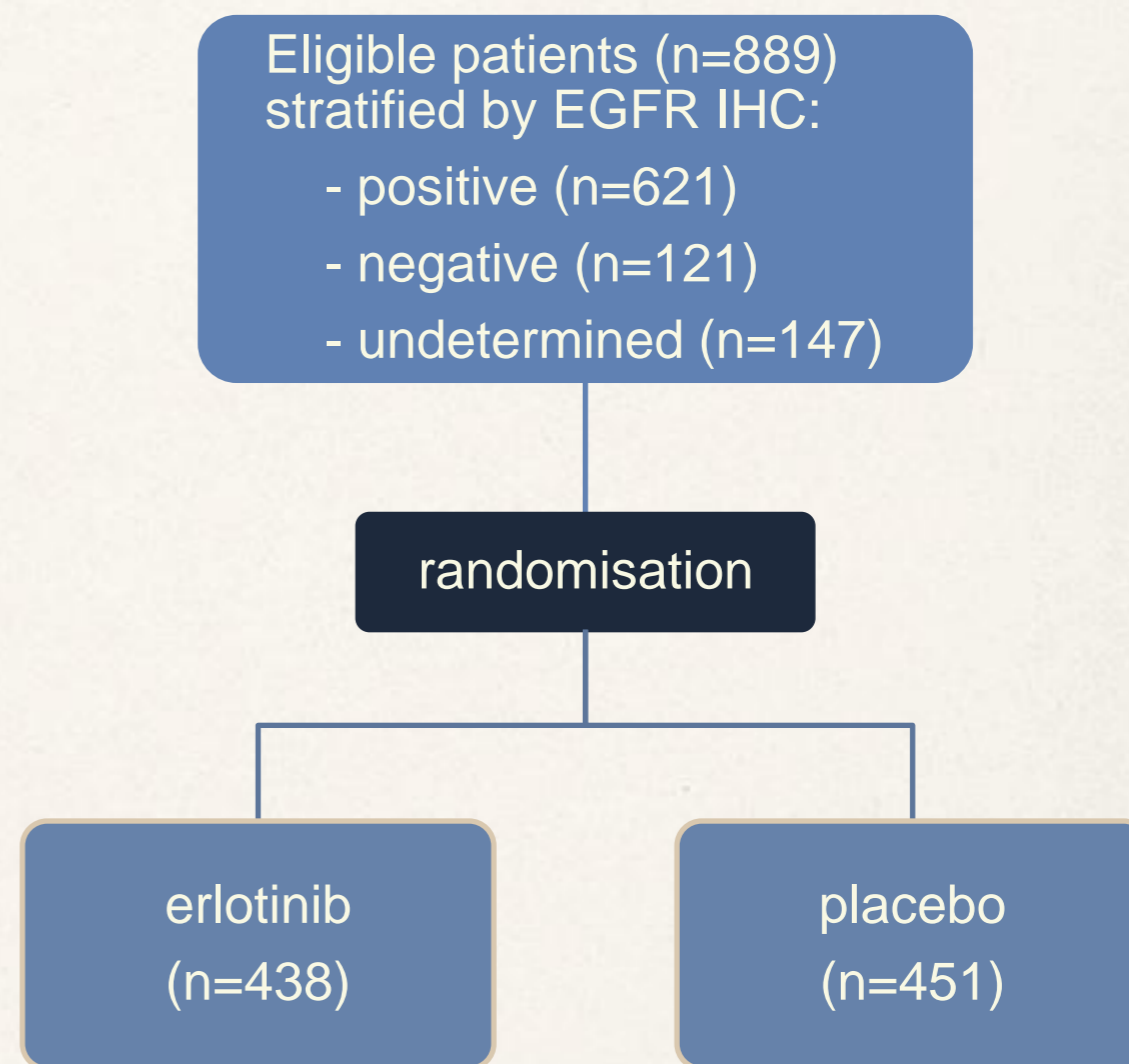 Eligible patients (n=889)
stratified by EGFR IHC:
- positive (n=621)
- negative (n=121)
- undetermined (n=147)
randomisation
erlotinib
(n=438)
placebo
(n=451)